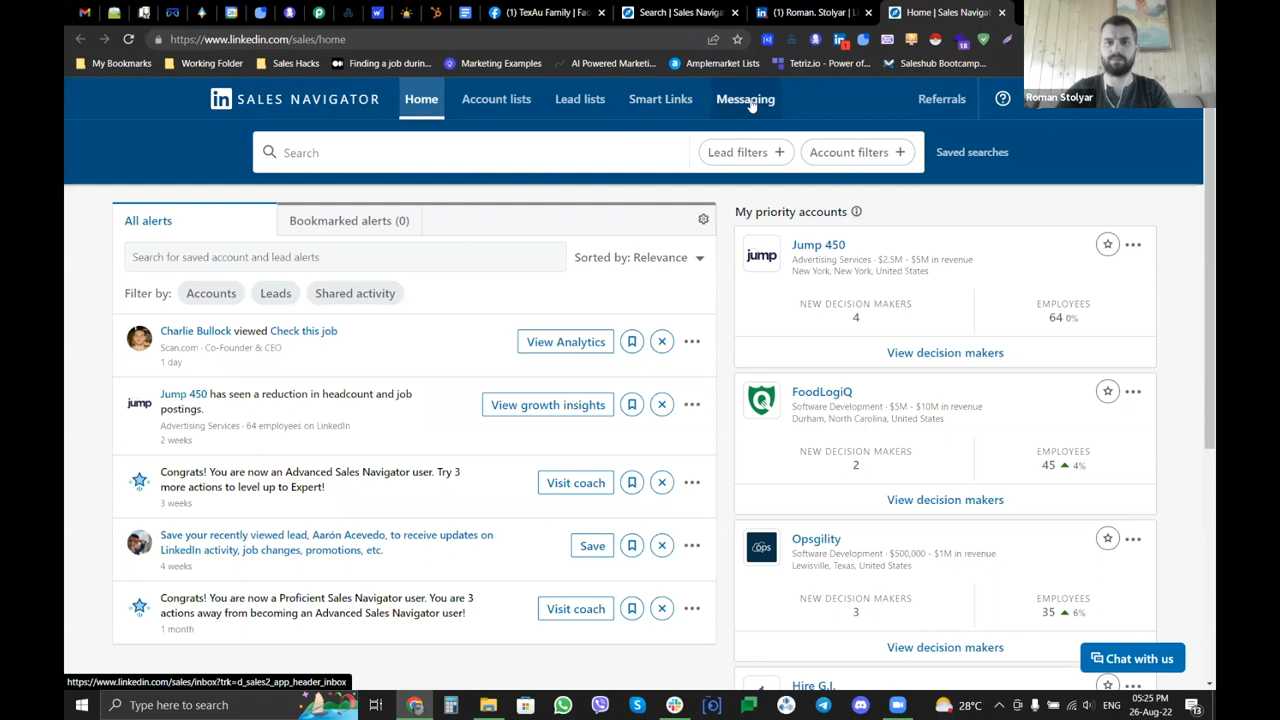 (1) TexAu Family | Fac
Search | Sales Naviga
(1) Roman. Stolyar | L
Home | Sales Navigat
https://www.linkedin.com/sales/home
My Bookmarks
Working Folder
Sales Hacks
Finding a job durin...
Marketing Examples
AI Powered Marketi...
Amplemarket Lists
Tetriz.io - Power of...
Saleshub Bootcamp...
Roman Stolyar
in SALES NAVIGATOR
Home
Account lists
Lead lists
Smart Links
Messaging
Referrals
Search
Lead filters +
Account filters +
Saved searches
All alerts
Bookmarked alerts (0)
Search for saved account and lead alerts
Sorted by: Relevance
Filter by:
Accounts
Leads
Shared activity
Charlie Bullock viewed Check this job
Scan.com · Co-Founder & CEO
1 day
View Analytics
jump
Jump 450 has seen a reduction in headcount and job
postings.
Advertising Services · 64 employees on LinkedIn
2 weeks
View growth insights
Congrats! You are now an Advanced Sales Navigator user. Try 3
more actions to level up to Expert!
3 weeks
Visit coach
Save your recently viewed lead, Aarón Acevedo, to receive updates on
LinkedIn activity, job changes, promotions, etc.
4 weeks
Save
Congrats! You are now a Proficient Sales Navigator user. You are 3
actions away from becoming an Advanced Sales Navigator user!
1 month
Visit coach
My priority accounts
jump
Jump 450
Advertising Services · $2.5M - $5M in revenue
New York, New York, United States
NEW DECISION MAKERS
4
EMPLOYEES
64 0%
View decision makers
FoodLogiQ
Software Development · $5M - $10M in revenue
Durham, North Carolina, United States
NEW DECISION MAKERS
2
EMPLOYEES
45 ▲ 4%
View decision makers
ops
Opsgility
Software Development · $500,000 - $1M in revenue
Lewisville, Texas, United States
NEW DECISION MAKERS
3
EMPLOYEES
35 ▲ 6%
View decision makers
Hire G.I.
Chat with us
https://www.linkedin.com/sales/inbox?trk=d_sales2_app_header_inbox
Type here to search
28°C
ENG
05:25 PM
26-Aug-22